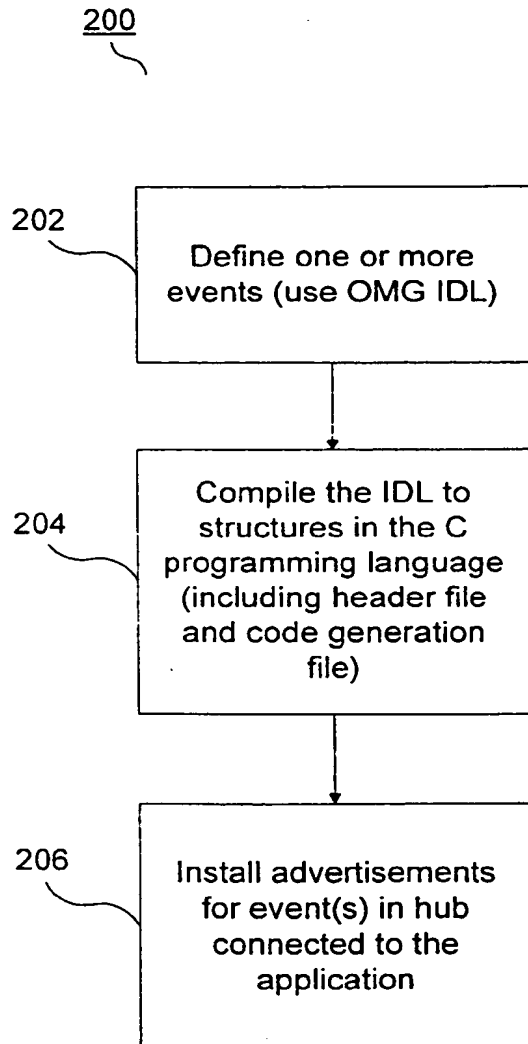 200
202
Define one or more
events (use OMG IDL)
204
Compile the IDL to
structures in the C
programming language
(including header file
and code generation
file)
206
Install advertisements
for event(s) in hub
connected to the
application